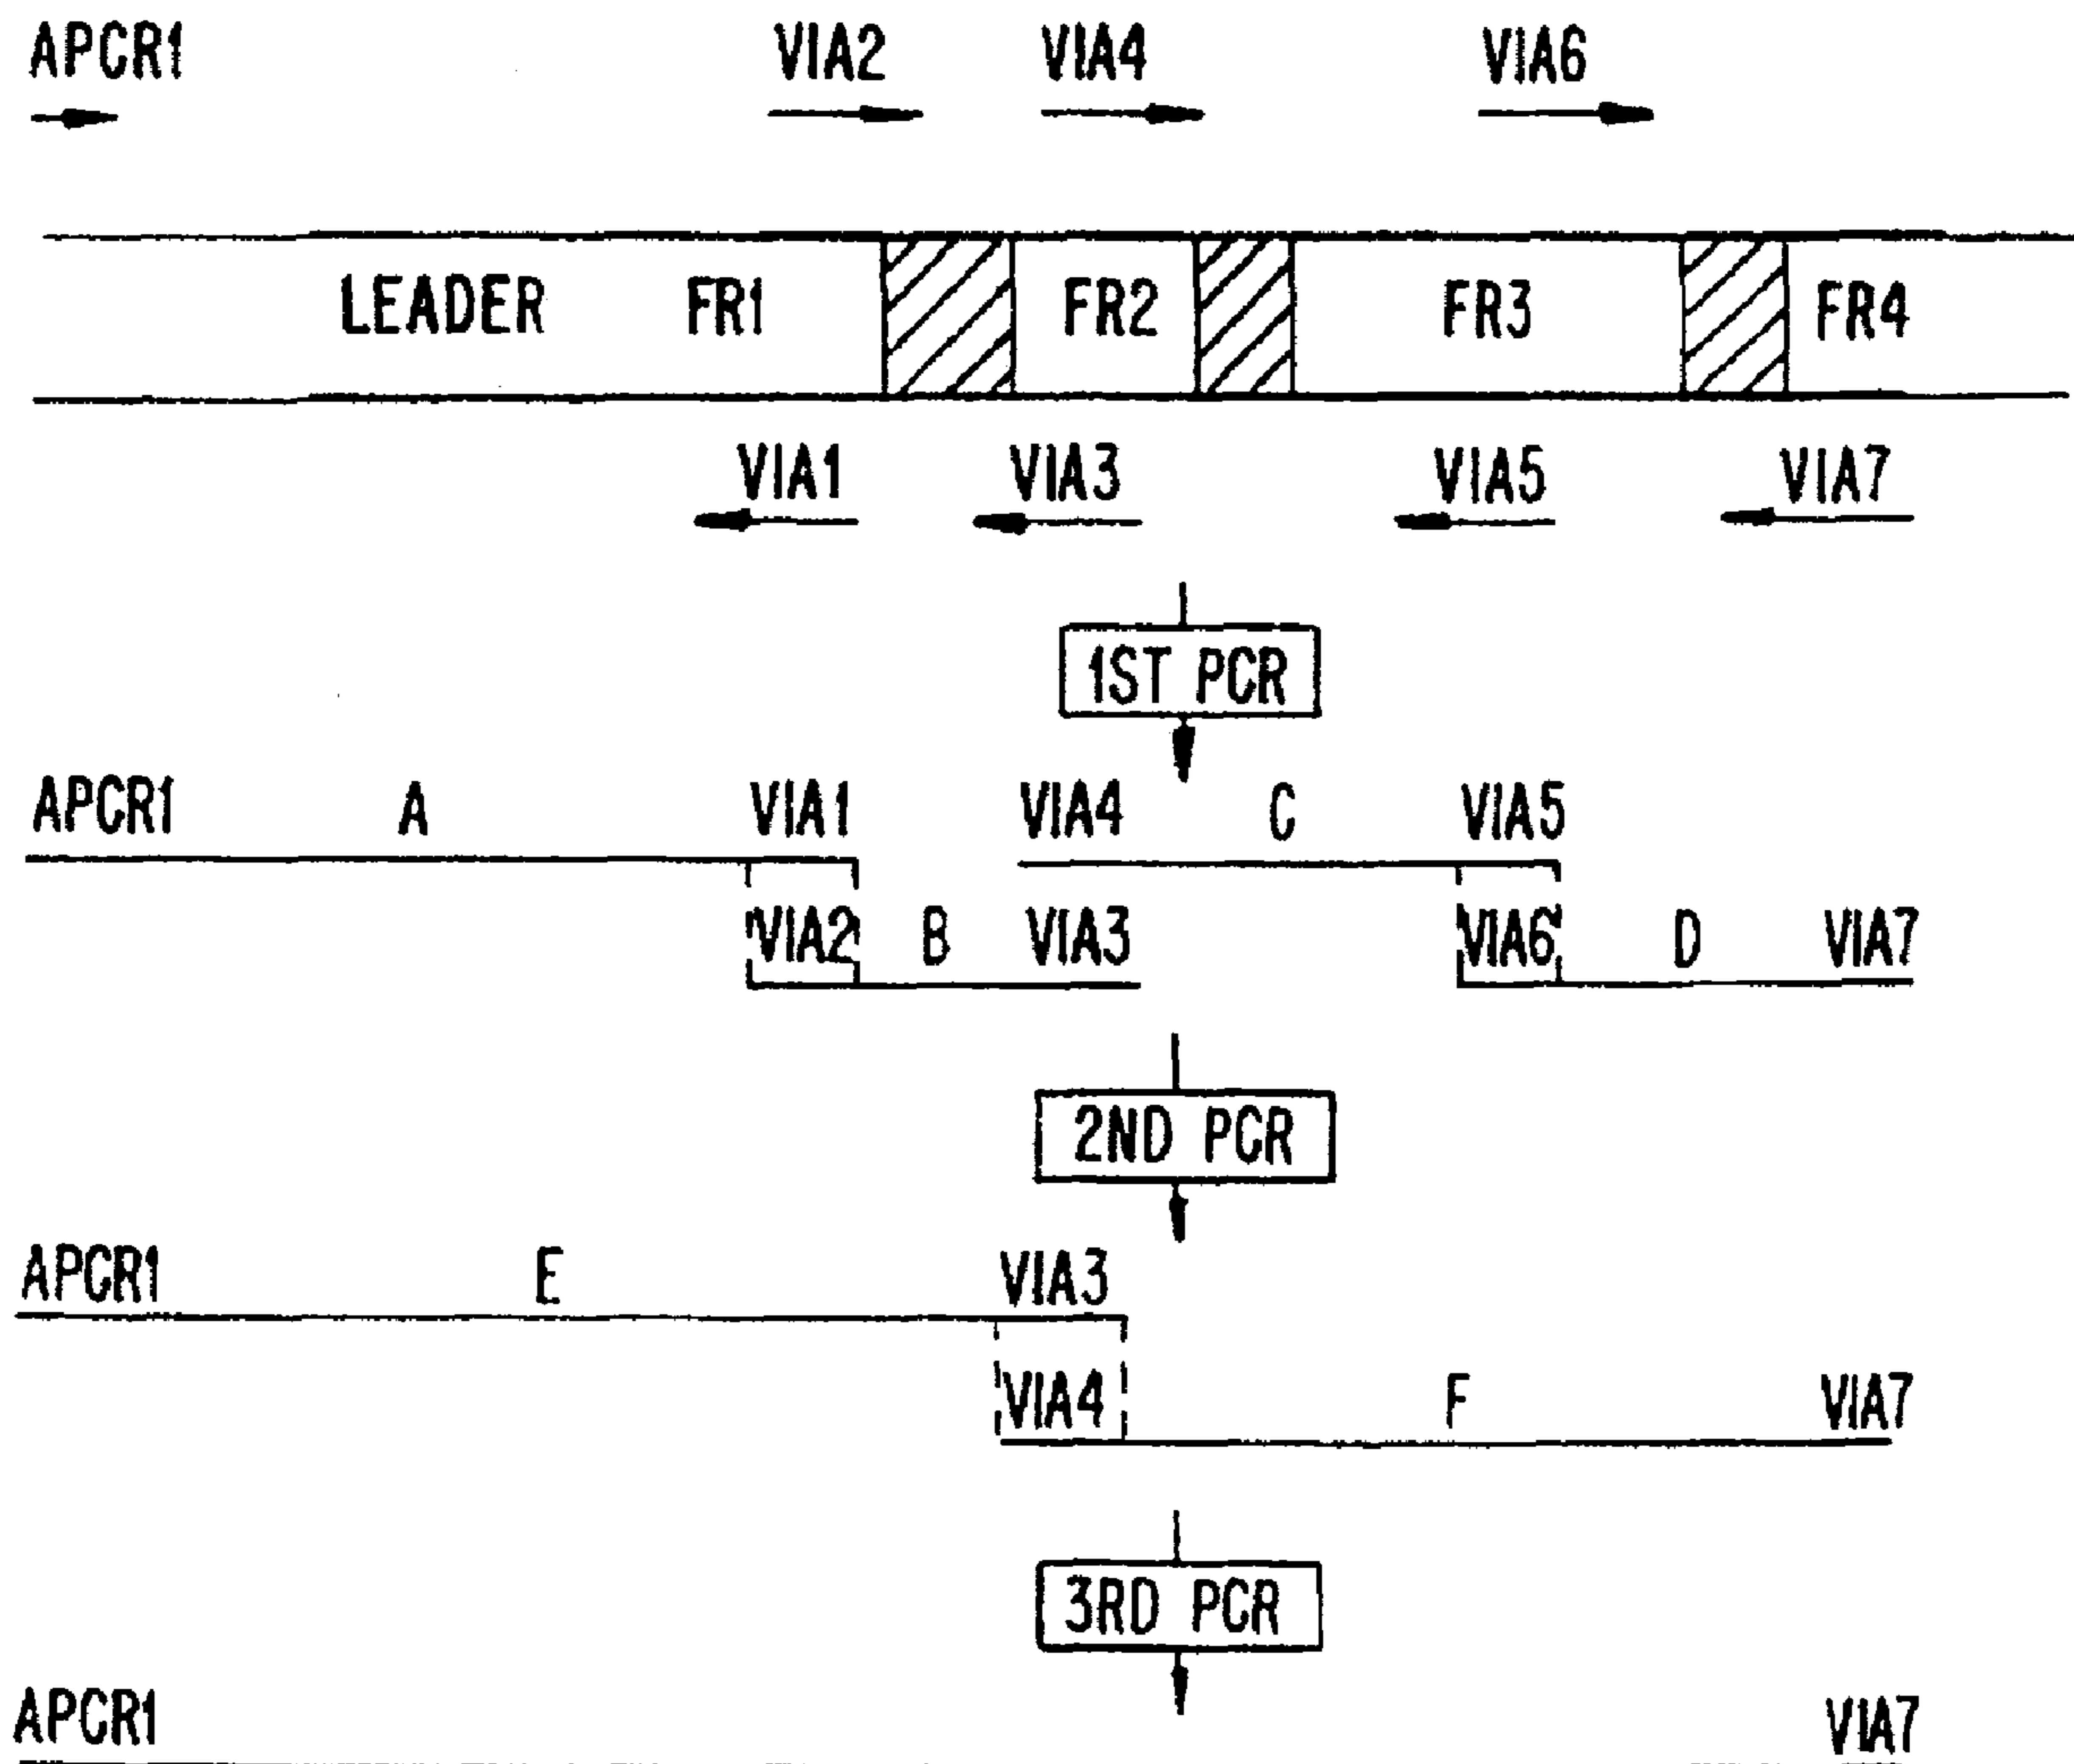 APCR1 VIA2 VIA4 VIA6
LEADER FR1 FR2 FR3 FR4
VIA1 VIA3 VIA5 VIA7
1ST PCR
APCR1 A VIA1 VIA4 C VIA5
VIA2 B VIA3 VIA6 D VIA7
2ND PCR
APCR1 E VIA3
VIA4 F VIA7
3RD PCR
APCR1 VIA7